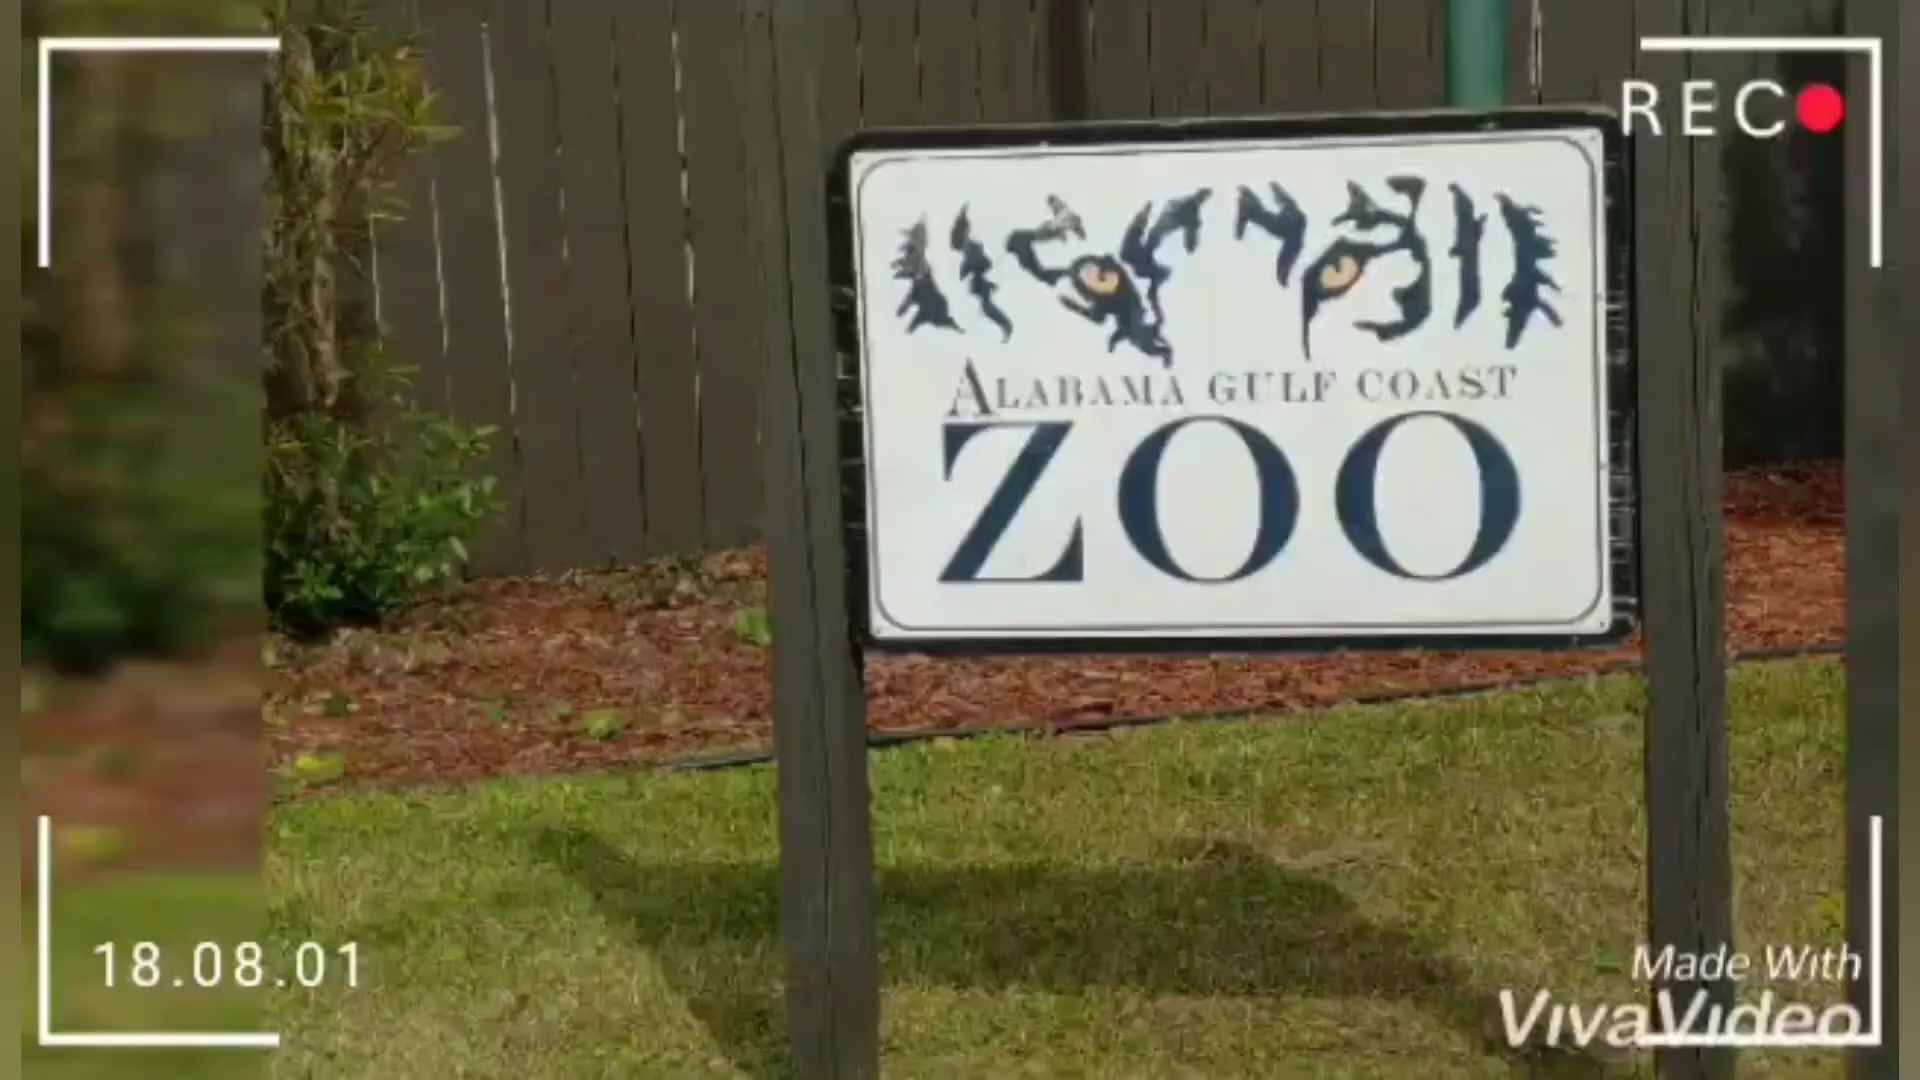 REC
ALABAMA GULF COAST
ZOO
18.08.01
Made With
VivaVideo